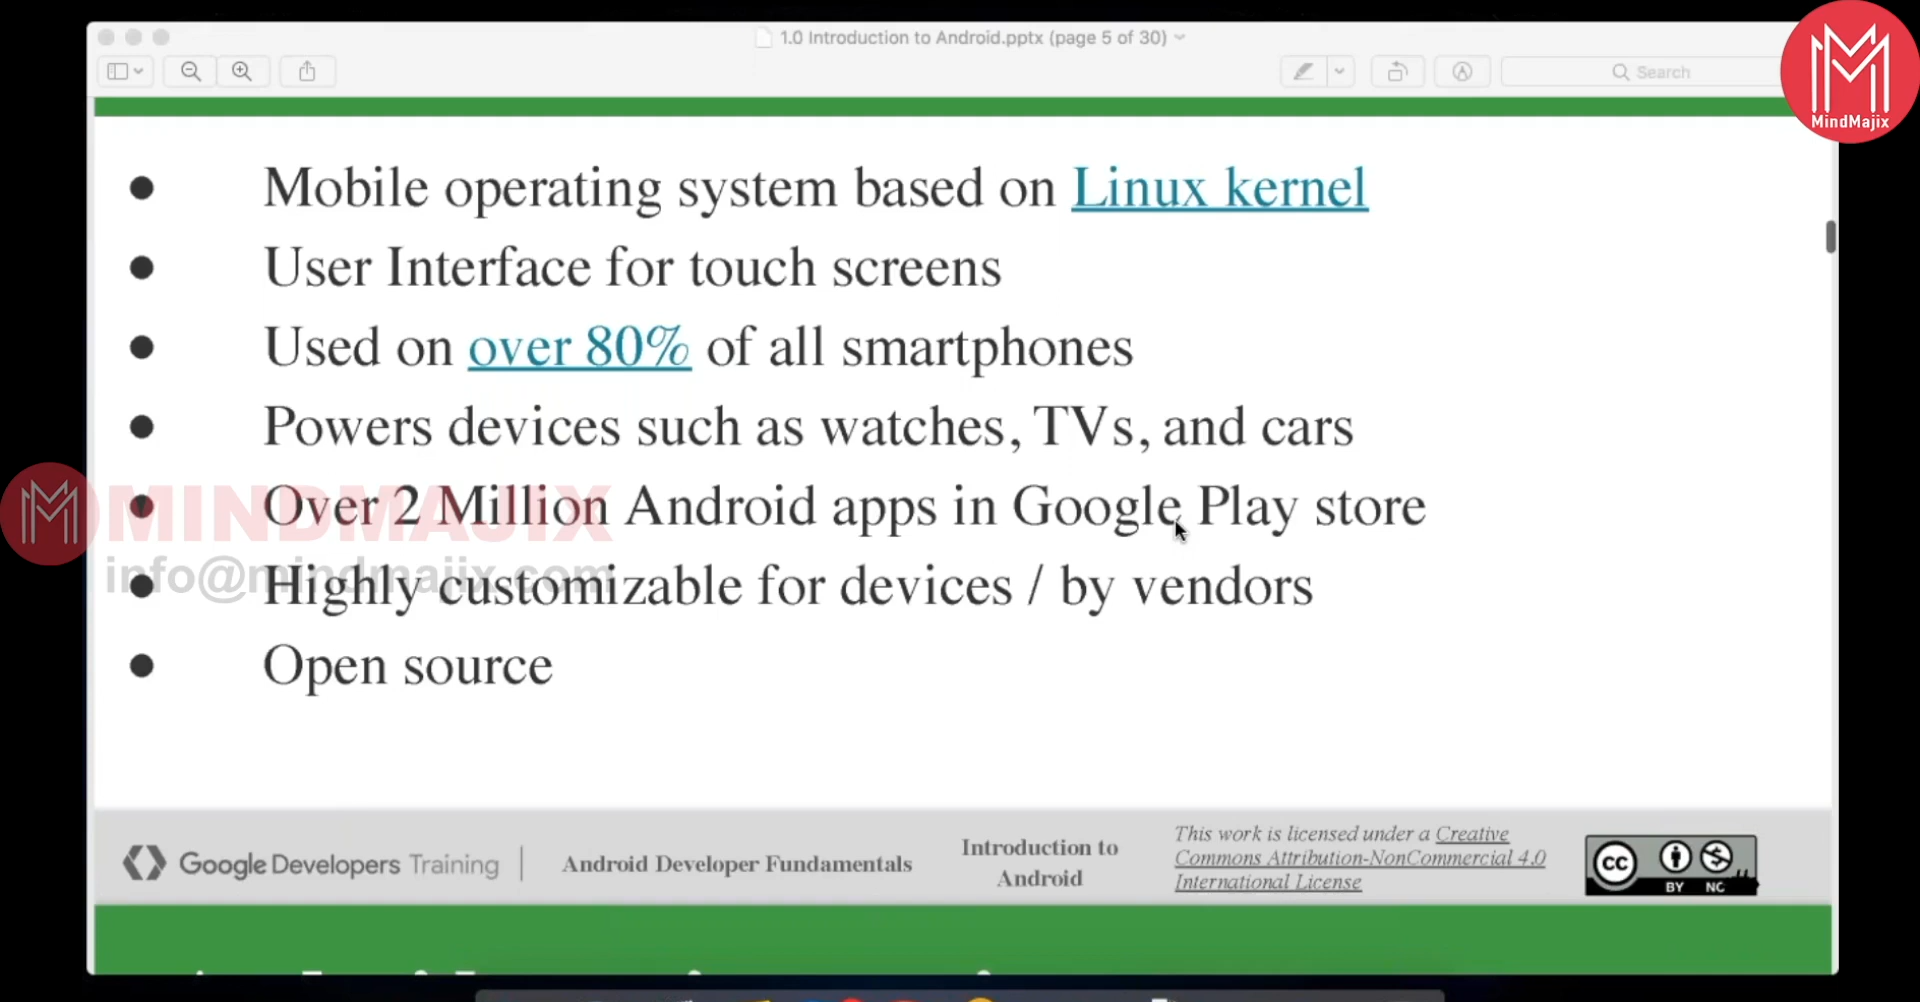 1.0 Introduction to Android.pptx (page 5 of 30)
Search
MindMajix
Mobile operating system based on Linux kernel
User Interface for touch screens
Used on over 80% of all smartphones
Powers devices such as watches, TVs, and cars
Over 2 Million Android apps in Google Play store
MINDMAJIX
Highly customizable for devices / by vendors
info@mindmajix.com
Open source
Google Developers Training
Android Developer Fundamentals
Introduction to
Android
This work is licensed under a Creative
Commons Attribution-NonCommercial 4.0
International License
CC
BY NC